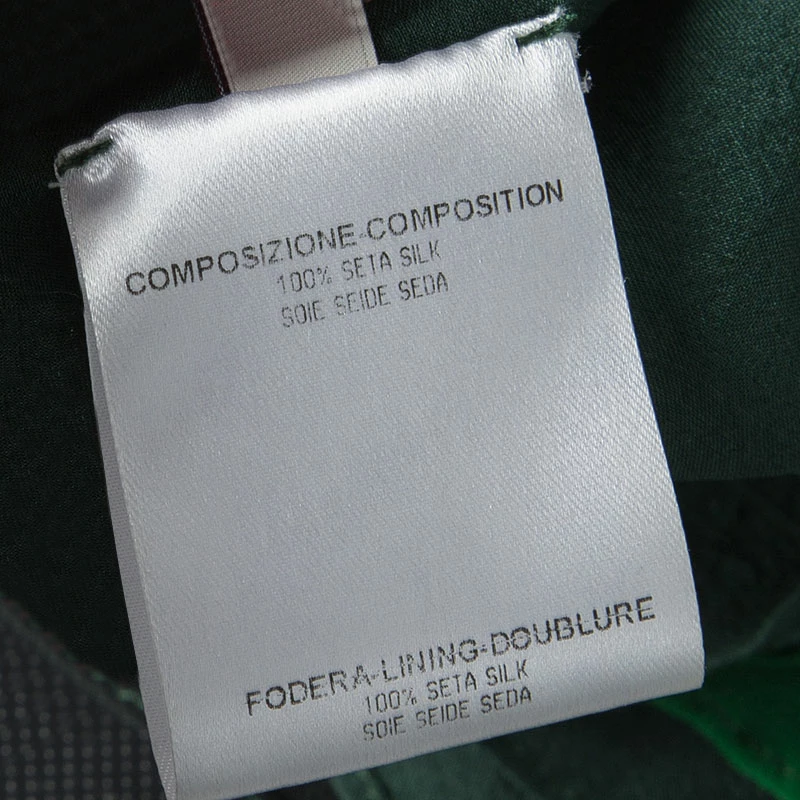 COMPOSIZIONE-COMPOSITION
100% SETA SILK
SOIE SEIDE SEDA
FODERA-LINING-DOUBLURE
100% SETA SILK
SOIE SEIDE SEDA